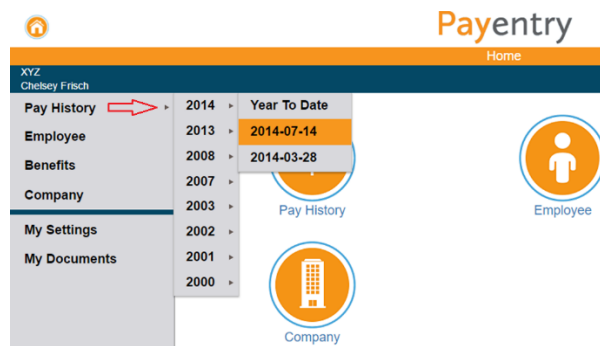 Payentry
Home
XYZ
Chelsey Frisch
Pay History
Employee
Benefits
Company
My Settings
My Documents
2014
2013
2008
2007
2003
2002
2001
2000
Year To Date
2014-07-14
2014-03-28
Pay History
Employee
Company